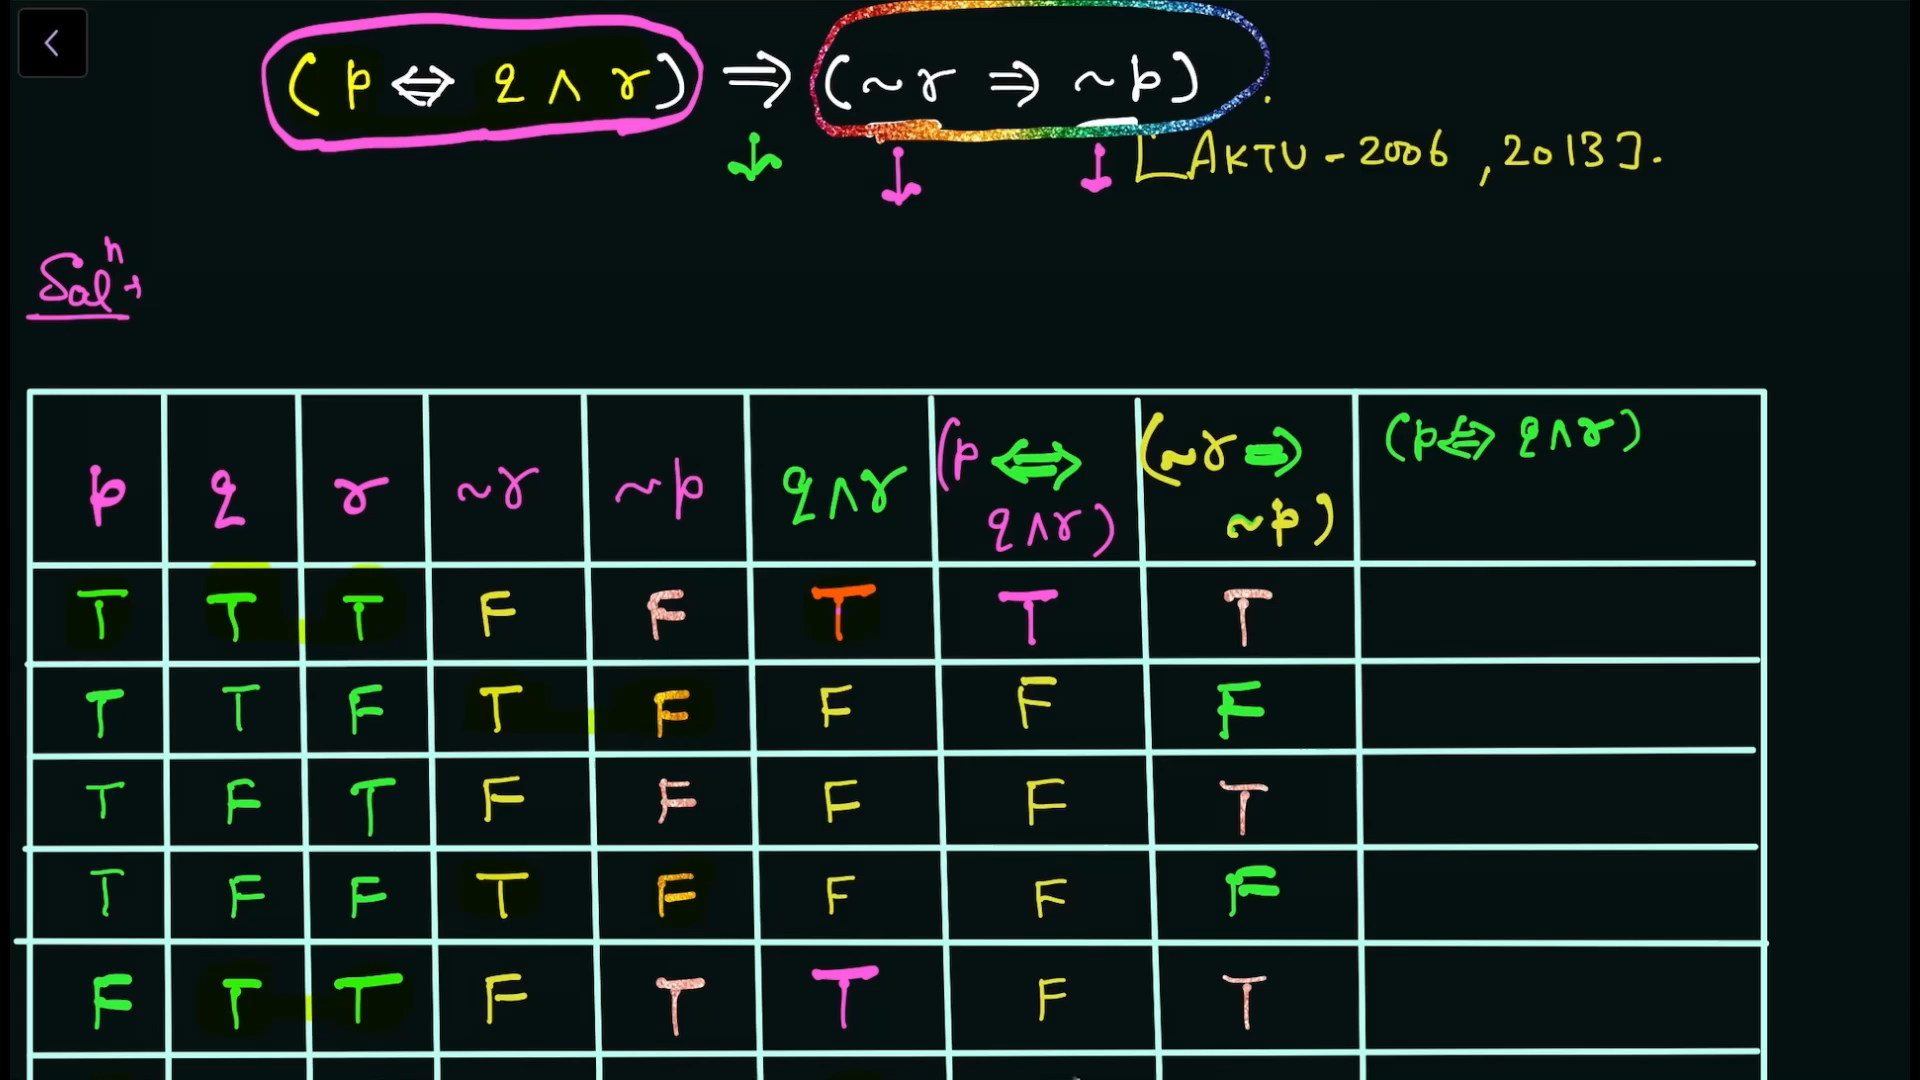 (p ⇔ q ∧ r) ⇒ (~r ⇒ ~p).
[AKTU - 2006, 2013].
Solⁿ→
p q r ~r ~p q∧r (p ⇔ q∧r) (~r ⇒ ~p) (p⇔ q∧r)
T T T F F T T T
T T F T F F F F
T F T F F F F T
T F F T F F F F
F T T F T T F T